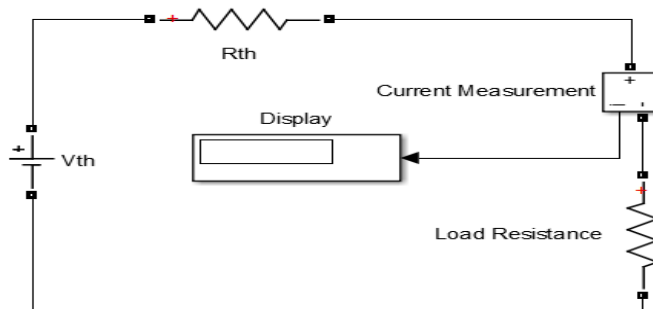 Rth
Current Measurement
+
i
-
Display
+
Vth
Load Resistance